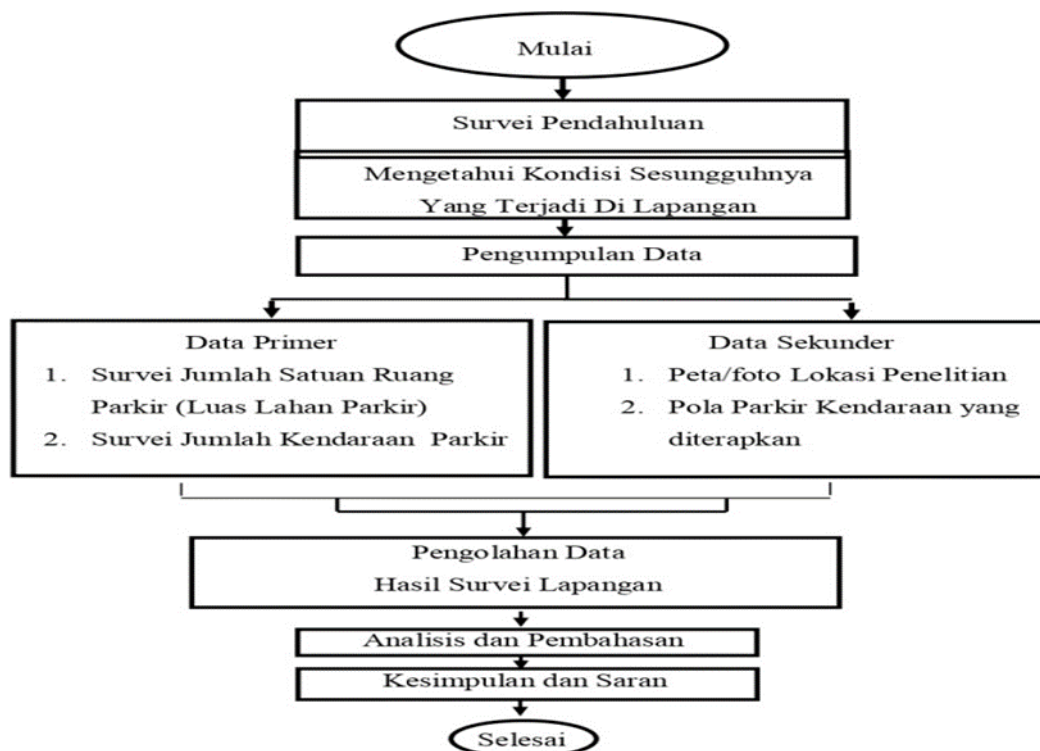 Mulai
Survei Pendahuluan
Mengetahui Kondisi Sesungguhnya
Yang Terjadi Di Lapangan
Pengumpulan Data
Data Primer
1. Survei Jumlah Satuan Ruang
Parkir (Luas Lahan Parkir)
2. Survei Jumlah Kendaraan Parkir
Data Sekunder
1. Peta/foto Lokasi Penelitian
2. Pola Parkir Kendaraan yang
diterapkan
Pengolahan Data
Hasil Survei Lapangan
Analisis dan Pembahasan
Kesimpulan dan Saran
Selesai